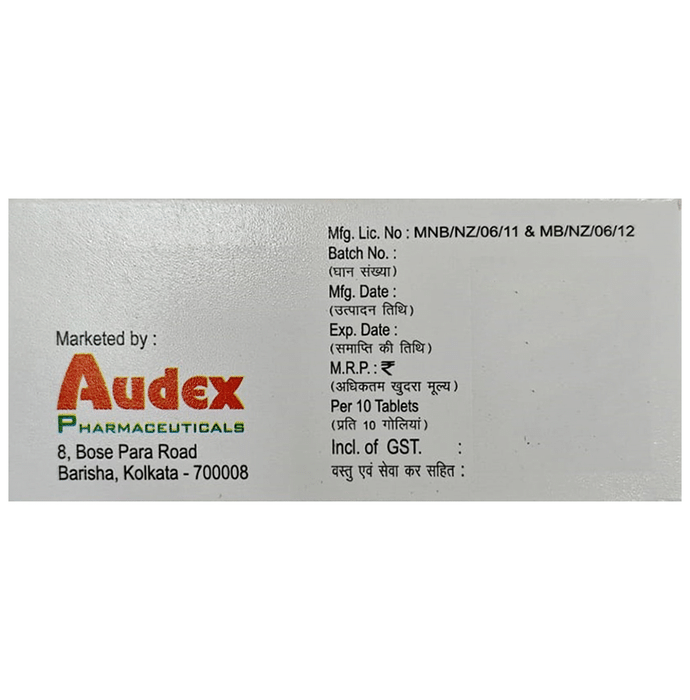 Marketed by :
Audex
PHARMACEUTICALS
8, Bose Para Road
Barisha, Kolkata - 700008
Mfg. Lic. No : MNB/NZ/06/11 & MB/NZ/06/12
Batch No. :
(घान संख्या)
Mfg. Date :
(उत्पादन तिथि)
Exp. Date :
(समाप्ति की तिथि)
M.R.P. : ₹
(अधिकतम खुदरा मूल्य)
Per 10 Tablets
(प्रति 10 गोलियां)
Incl. of GST. :
वस्तु एवं सेवा कर सहित :